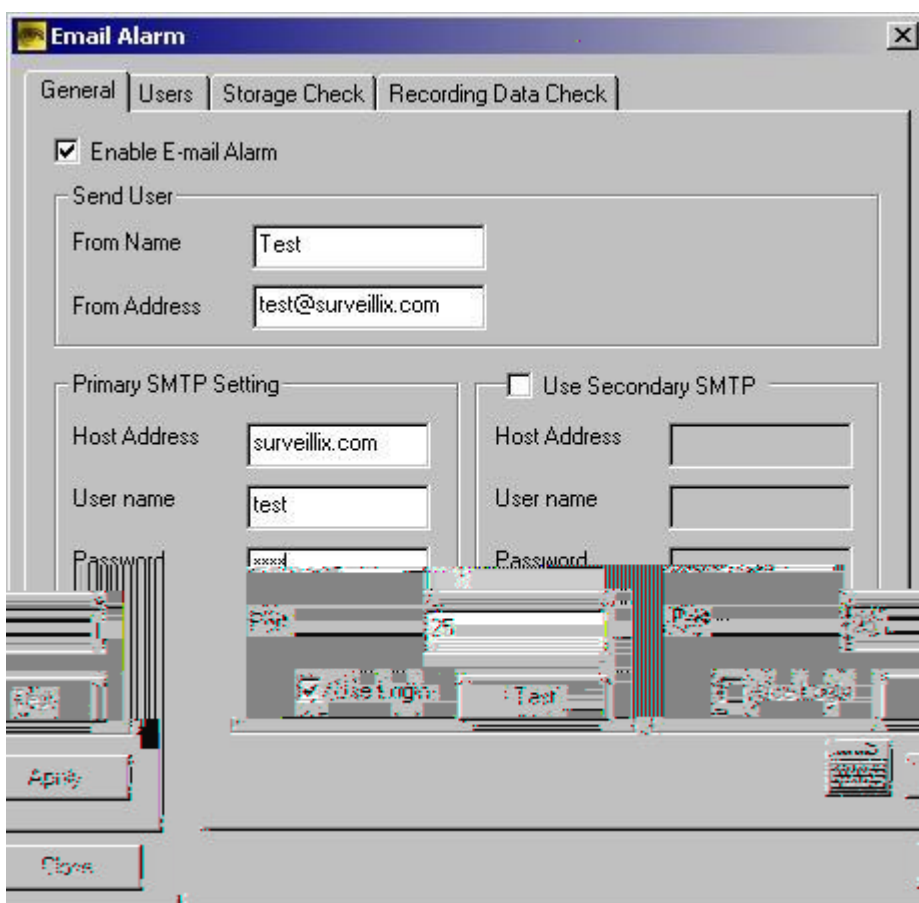 Email Alarm
General Users Storage Check Recording Data Check
Enable E-mail Alarm
Send User
From Name Test
From Address test@surveillix.com
Primary SMTP Setting
Host Address surveillix.com
User name test
Password xxxx
Use Secondary SMTP
Host Address
User name
Password
Port 25
Use Login Test
Apply
Close